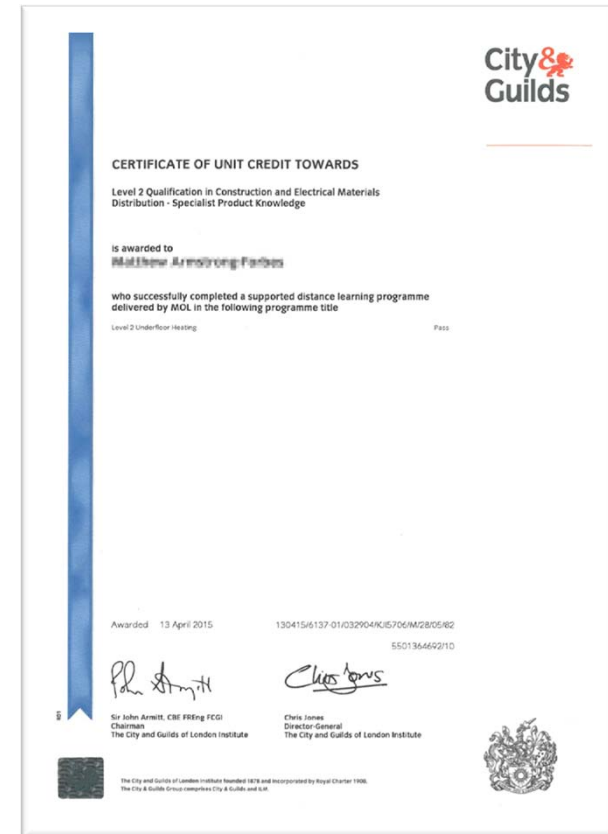 City&
Guilds
CERTIFICATE OF UNIT CREDIT TOWARDS
Level 2 Qualification in Construction and Electrical Materials
Distribution - Specialist Product Knowledge
is awarded to
who successfully completed a supported distance learning programme
delivered by MOL in the following programme title
Level 2 Underfloor Heating Pass
Awarded 13 April 2015 130415/6137-01/032904/K/I5706/M/28/05/82
5501364692/10
Sir John Armitt, CBE FREng FCGI
Chairman
The City and Guilds of London Institute
Chris Jones
Director-General
The City and Guilds of London Institute
The City and Guilds of London Institute founded 1878 and incorporated by Royal Charter 1900.
The City & Guilds Group comprises City & Guilds and ILM.